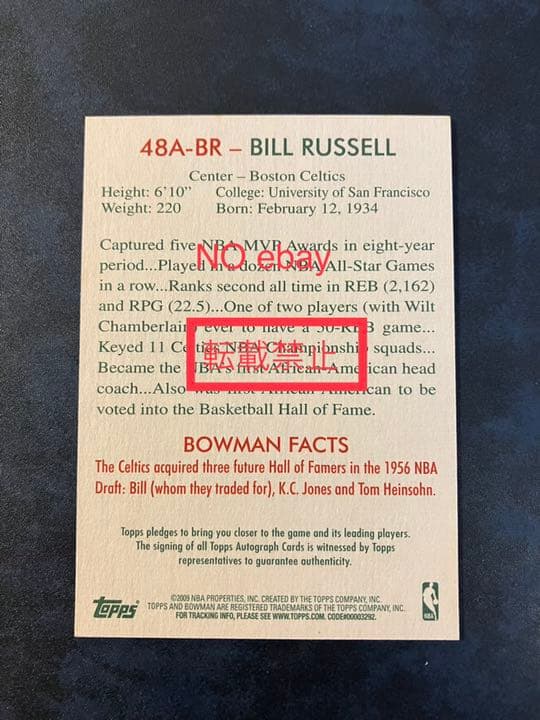 48A-BR – BILL RUSSELL
Center – Boston Celtics
Height: 6'10" College: University of San Francisco
Weight: 220 Born: February 12, 1934
Captured five NBA MVP Awards in eight-year
period...Played in a dozen NBA All-Star Games
in a row...Ranks second all time in REB (2,162)
and RPG (22.5)...One of two players (with Wilt
Chamberlain) ever to have a 50-REB game...
Keyed 11 Celtics NBA Championship squads...
Became the NBA's first African-American head
coach...Also was first African-American to be
voted into the Basketball Hall of Fame.
NO ebay
転載禁止
BOWMAN FACTS
The Celtics acquired three future Hall of Famers in the 1956 NBA
Draft: Bill (whom they traded for), K.C. Jones and Tom Heinsohn.
Topps pledges to bring you closer to the game and its leading players.
The signing of all Topps Autograph Cards is witnessed by Topps
representatives to guarantee authenticity.
Topps
©2009 NBA PROPERTIES, INC. CREATED BY THE TOPPS COMPANY, INC.
TOPPS AND BOWMAN ARE REGISTERED TRADEMARKS OF THE TOPPS COMPANY, INC.
FOR TRACKING INFO, PLEASE SEE WWW.TOPPS.COM. CODE#00003292.
NBA